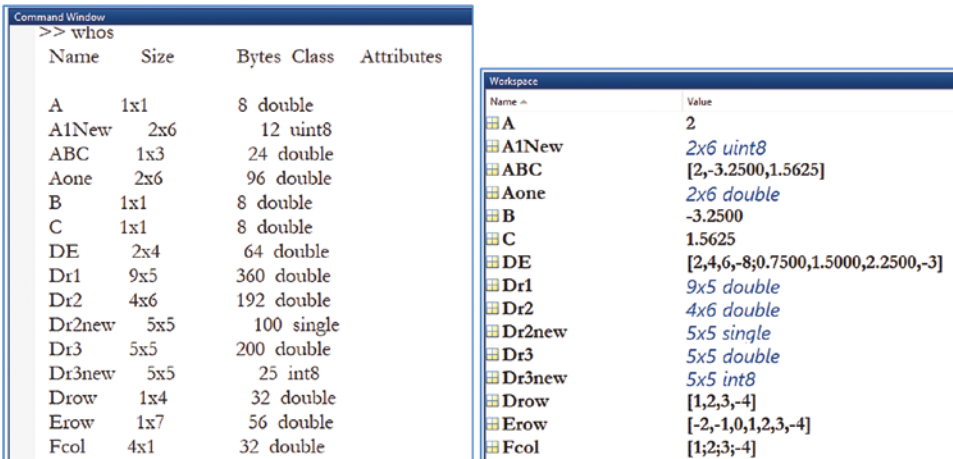 Command Window
>> whos
Name Size Bytes Class Attributes
A 1x1 8 double
A1New 2x6 12 uint8
ABC 1x3 24 double
Aone 2x6 96 double
B 1x1 8 double
C 1x1 8 double
DE 2x4 64 double
Dr1 9x5 360 double
Dr2 4x6 192 double
Dr2new 5x5 100 single
Dr3 5x5 200 double
Dr3new 5x5 25 int8
Drow 1x4 32 double
Erow 1x7 56 double
Fcol 4x1 32 double
Workspace
Name Value
A 2
A1New 2x6 uint8
ABC [2,-3.2500,1.5625]
Aone 2x6 double
B -3.2500
C 1.5625
DE [2,4,6,-8;0.7500,1.5000,2.2500,-3]
Dr1 9x5 double
Dr2 4x6 double
Dr2new 5x5 single
Dr3 5x5 double
Dr3new 5x5 int8
Drow [1,2,3,-4]
Erow [-2,-1,0,1,2,3,-4]
Fcol [1;2;3;-4]